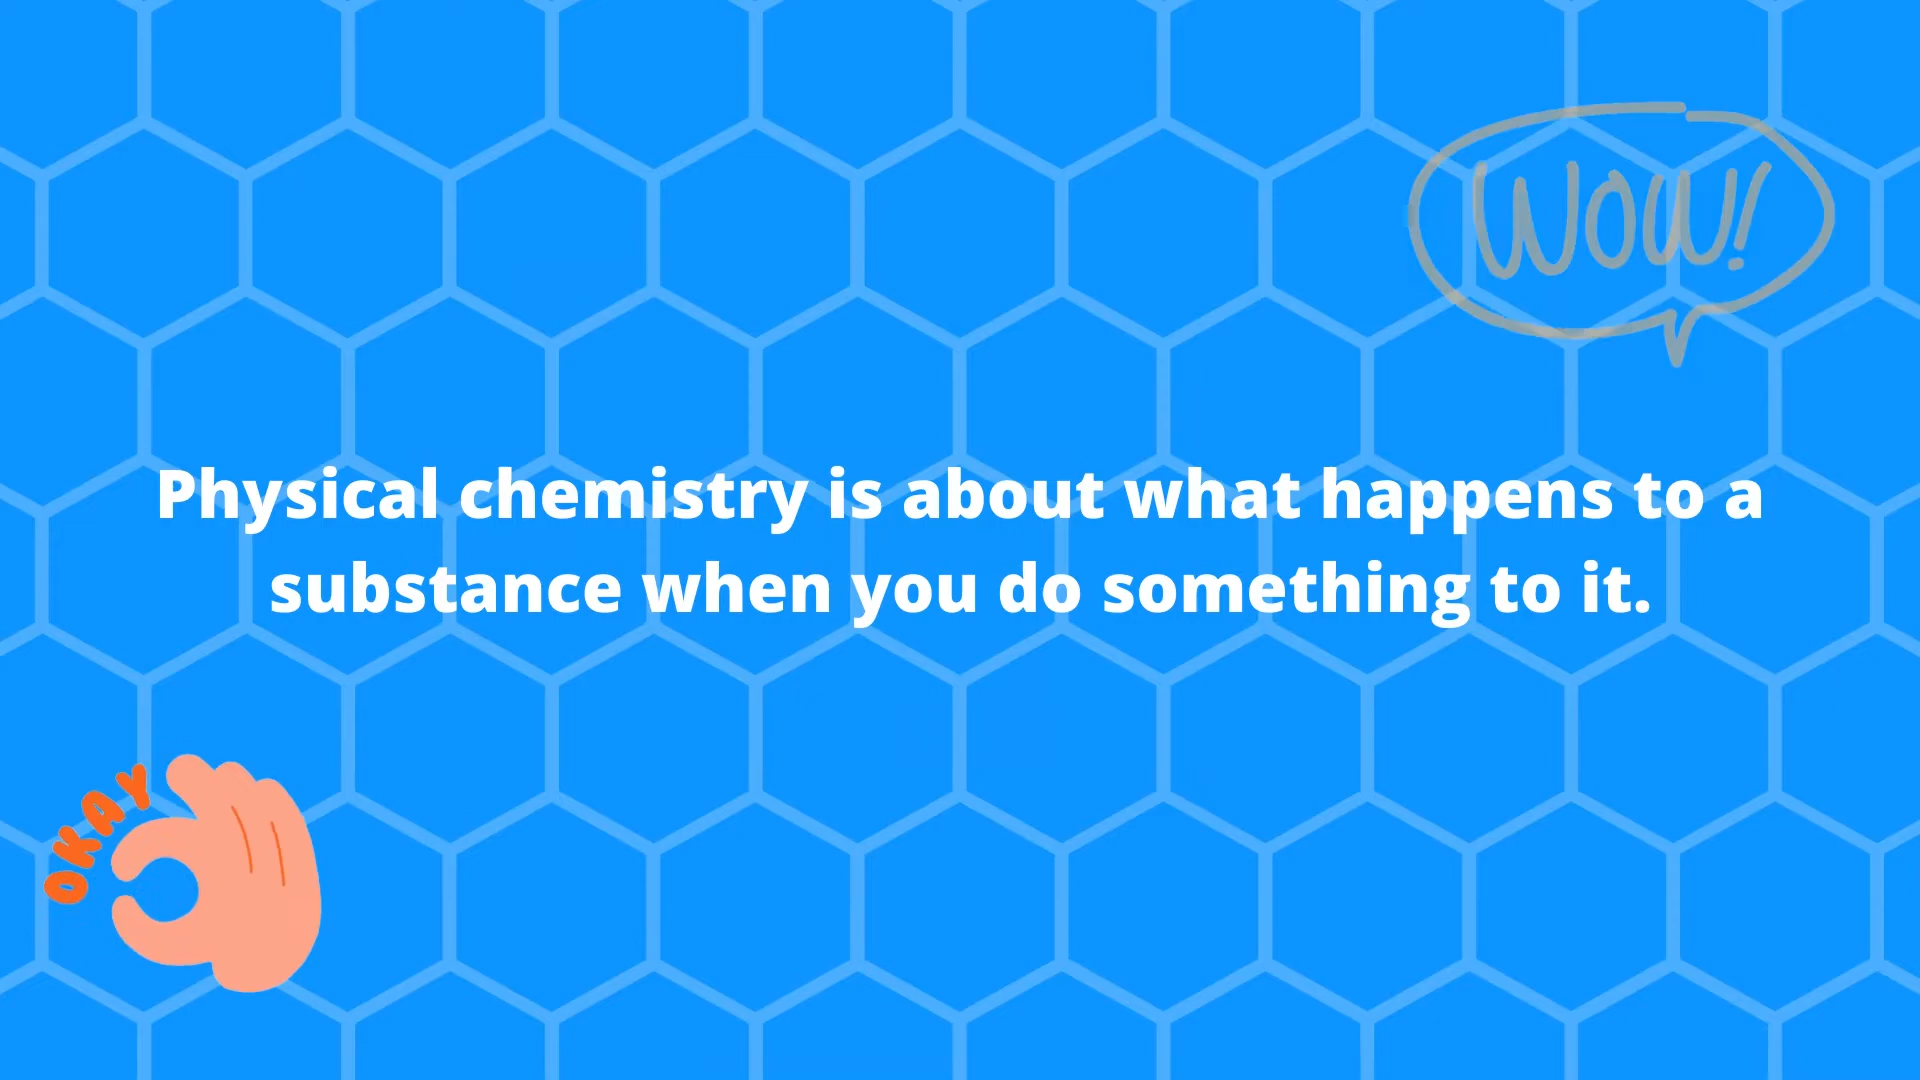 WOW!
Physical chemistry is about what happens to a
substance when you do something to it.
OKAY